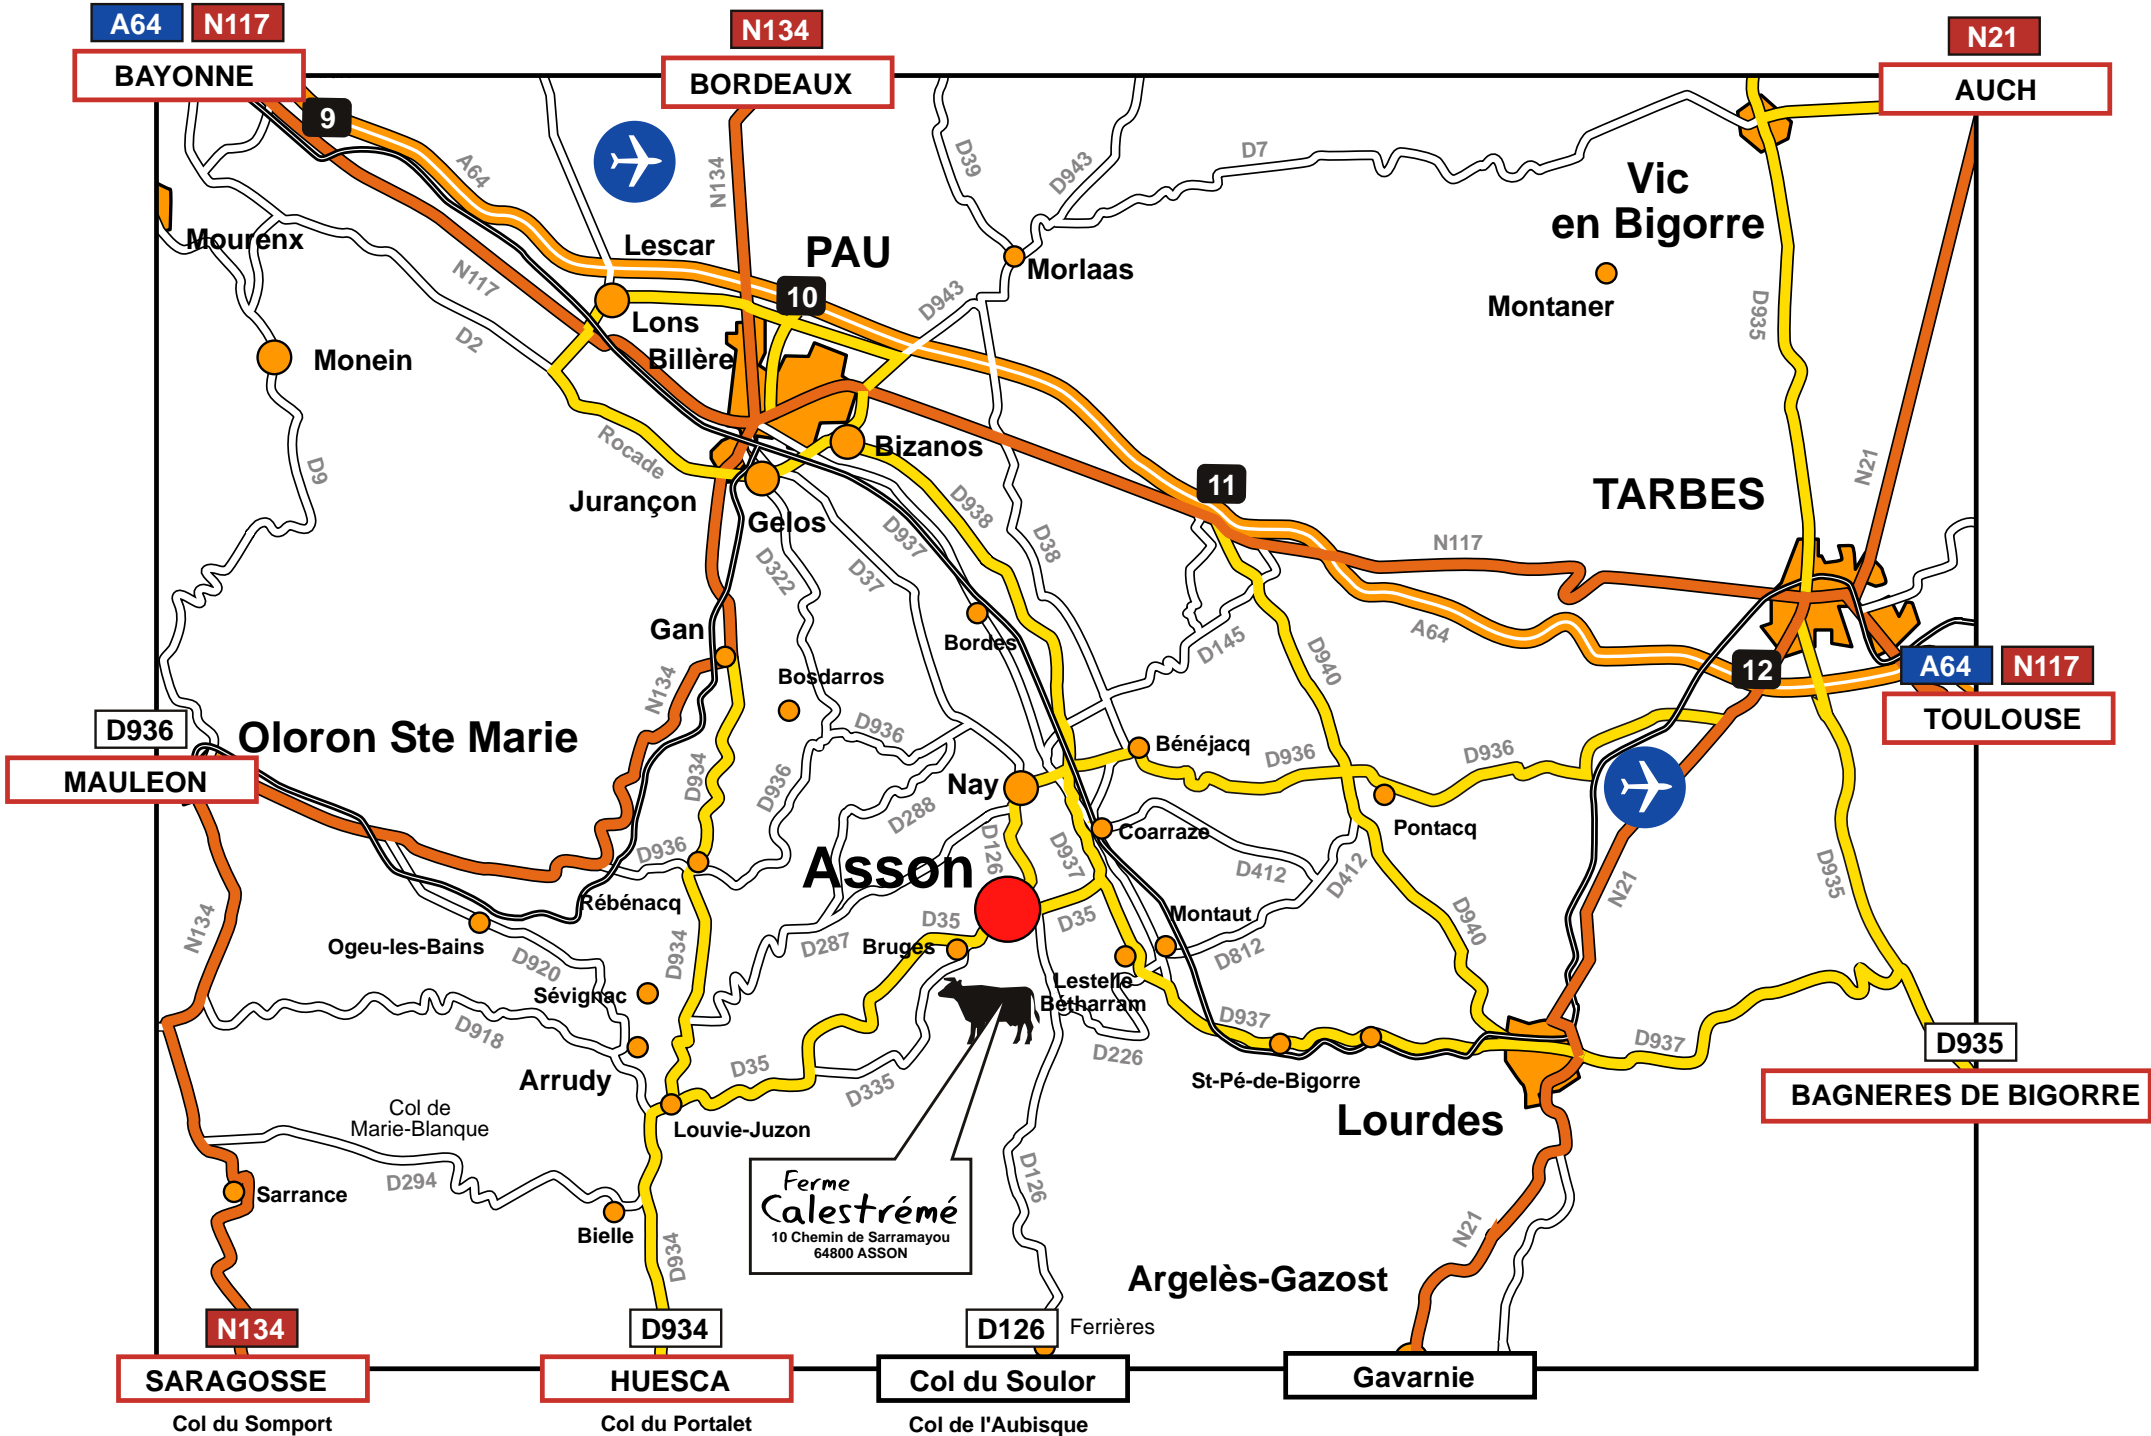 A64
N117
N134
N21
BAYONNE
BORDEAUX
AUCH
9
A64
N134
D39
D943
D7
Vic
en Bigorre
Mourenx
Lescar
PAU
Morlaas
N117
10
D943
Montaner
D935
Lons
D2
Billère
Monein
Rocade
Bizanos
D9
N21
11
TARBES
Jurançon
Gelos
D938
D937
D38
N117
D322
D37
Gan
Bordes
D145
D940
A64
N134
Bosdarros
12
A64
N117
D936
Oloron Ste Marie
D936
TOULOUSE
MAULEON
D934
D936
Bénéjacq
D936
D936
Nay
D288
Coarraze
Pontacq
D936
D126
D937
Asson
D412
D412
D935
N21
Rébénacq
D35
D35
Montaut
N134
Ogeu-les-Bains
D287
Bruges
D812
D940
D920
D934
Sévignac
Lestelle
Bétharram
D918
D937
D937
D935
D226
D35
D335
Arrudy
St-Pé-de-Bigorre
BAGNERES DE BIGORRE
Col de
Marie-Blanque
Louvie-Juzon
Lourdes
D294
Sarrance
D126
Ferme
Calestrémé
10 Chemin de Sarramayou
64800 ASSON
Bielle
N21
D934
Argelès-Gazost
N134
D934
D126
Ferrières
SARAGOSSE
HUESCA
Col du Soulor
Gavarnie
Col du Somport
Col du Portalet
Col de l'Aubisque